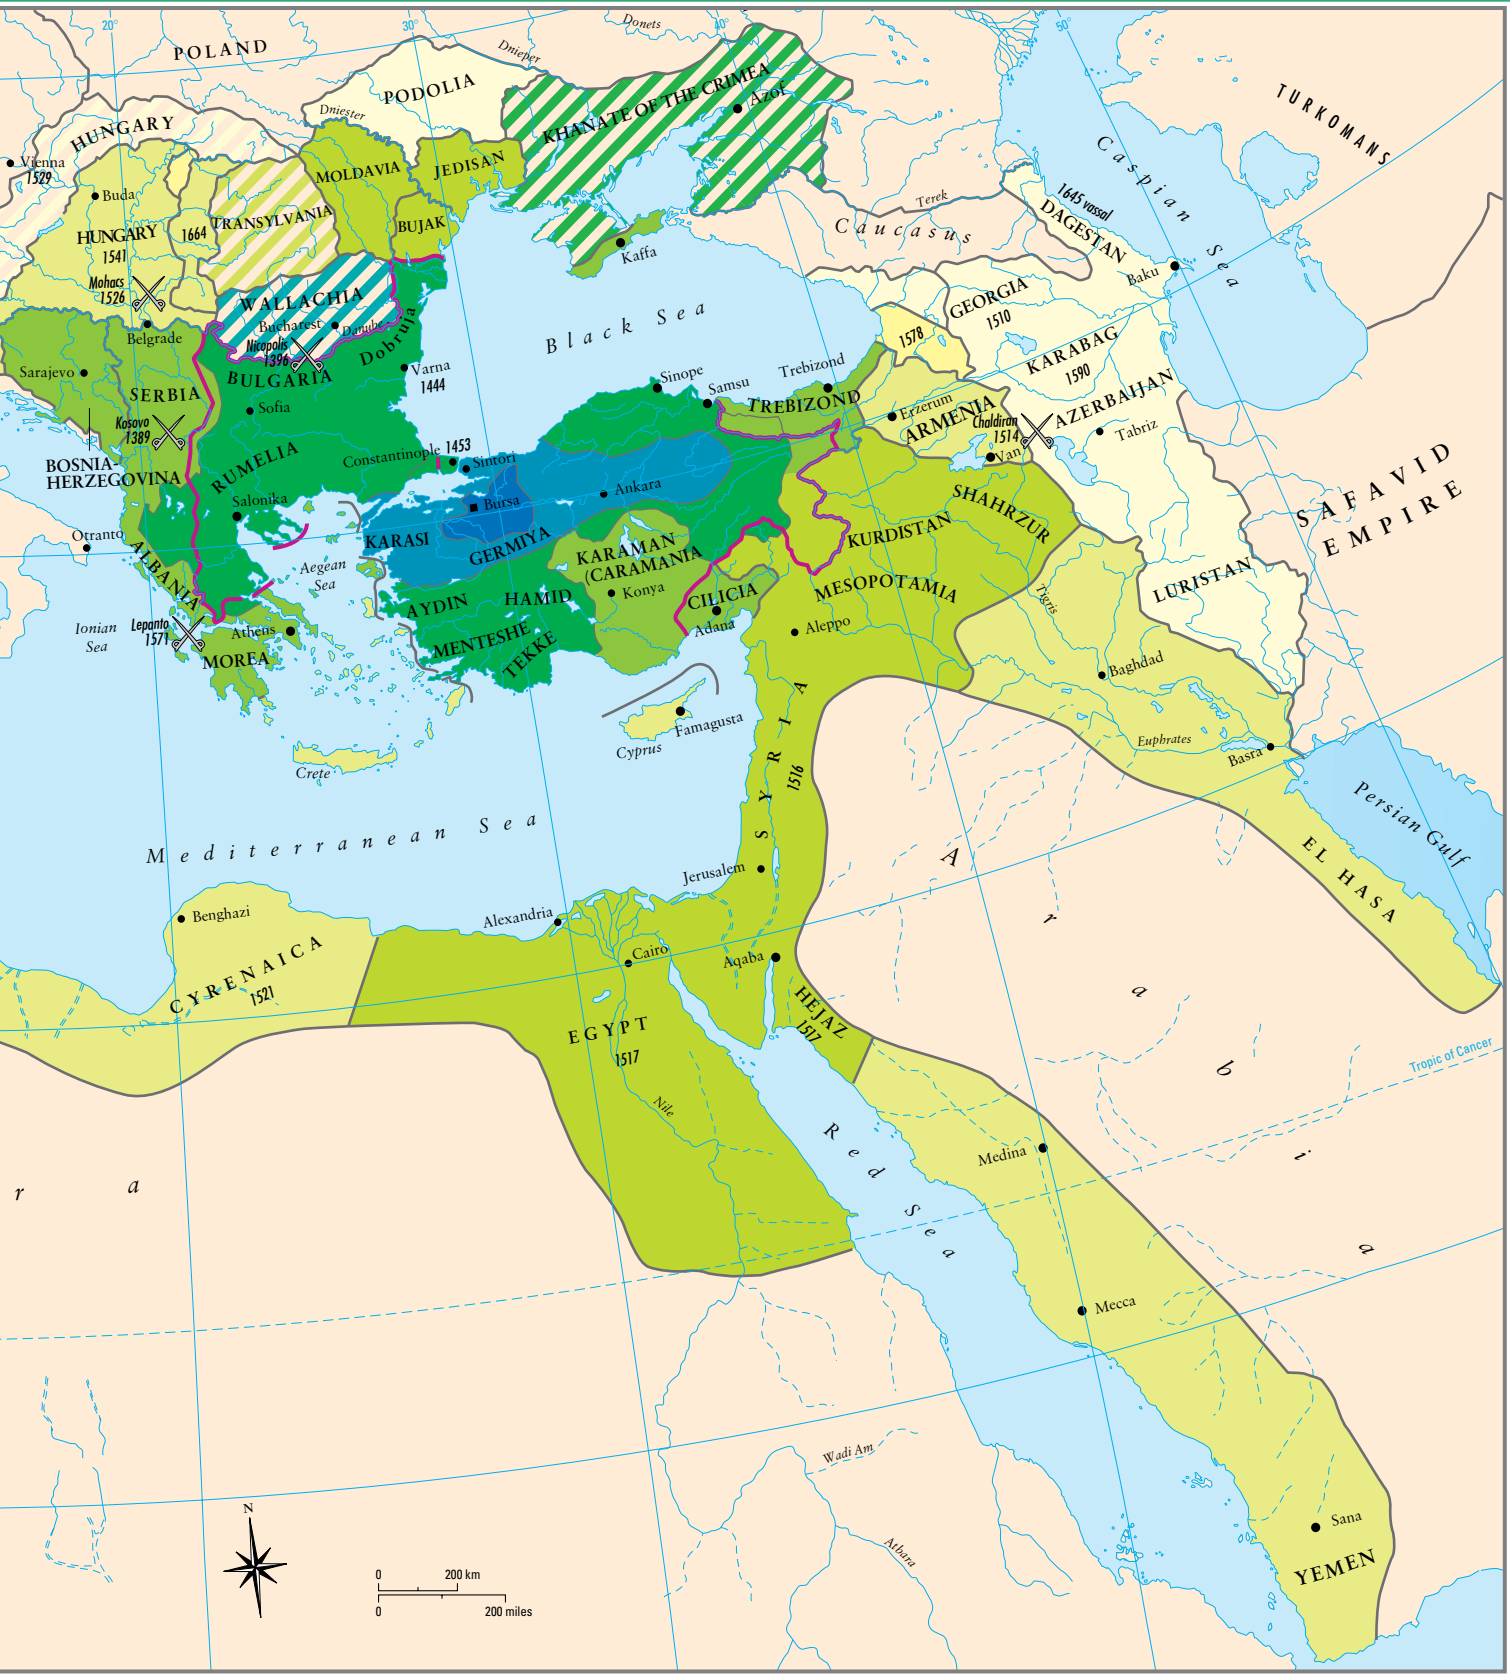 20°
30°
40°
50°
POLAND
Donets
Dnieper
PODOLIA
KHANATE OF THE CRIMEA
Azof
TURKOMANS
Dniester
HUNGARY
Vienna
1529
MOLDAVIA
JEDISAN
Caspian Sea
Buda
TRANSYLVANIA
BUJAK
Terek
1645 vassal
DAGESTAN
HUNGARY
1541
1664
Kaffa
Caucasus
Baku
Mohacs
1526
WALLACHIA
Bucharest
Danube
Dobruja
Black Sea
GEORGIA
1510
Belgrade
Nicopolis
1396
1578
KARABAG
1590
Sarajevo
SERBIA
BULGARIA
Varna
1444
Sinope
Samsu
Trebizond
TREBIZOND
Sofia
Erzerum
ARMENIA
AZERBAIJAN
Kosovo
1389
Chaldiran
1514
Tabriz
BOSNIA-
HERZEGOVINA
RUMELIA
Constantinople 1453
Sintori
Van
SAFAVID
EMPIRE
Salonika
Bursa
Ankara
SHAHRZUR
Otranto
ALBANIA
KARASI
GERMIYA
KARAMAN
(CARAMANIA
KURDISTAN
Aegean
Sea
LURISTAN
AYDIN
HAMID
Konya
CILICIA
Adana
MESOPOTAMIA
Tigris
Ionian
Sea
Lepanto
1571
Athens
MOREA
MENTESHE
TEKKE
Aleppo
Baghdad
Cyprus
Famagusta
Crete
SYRIA
1516
Euphrates
Basra
Persian Gulf
Mediterranean Sea
Jerusalem
Arabia
EL HASA
Benghazi
Alexandria
Cairo
Aqaba
CYRENAICA
1521
HEJAZ
1517
EGYPT
1517
Nile
Tropic of Cancer
Red Sea
Medina
r a
Mecca
Wadi Am
Atbara
Sana
YEMEN
N
0 200 km
0 200 miles